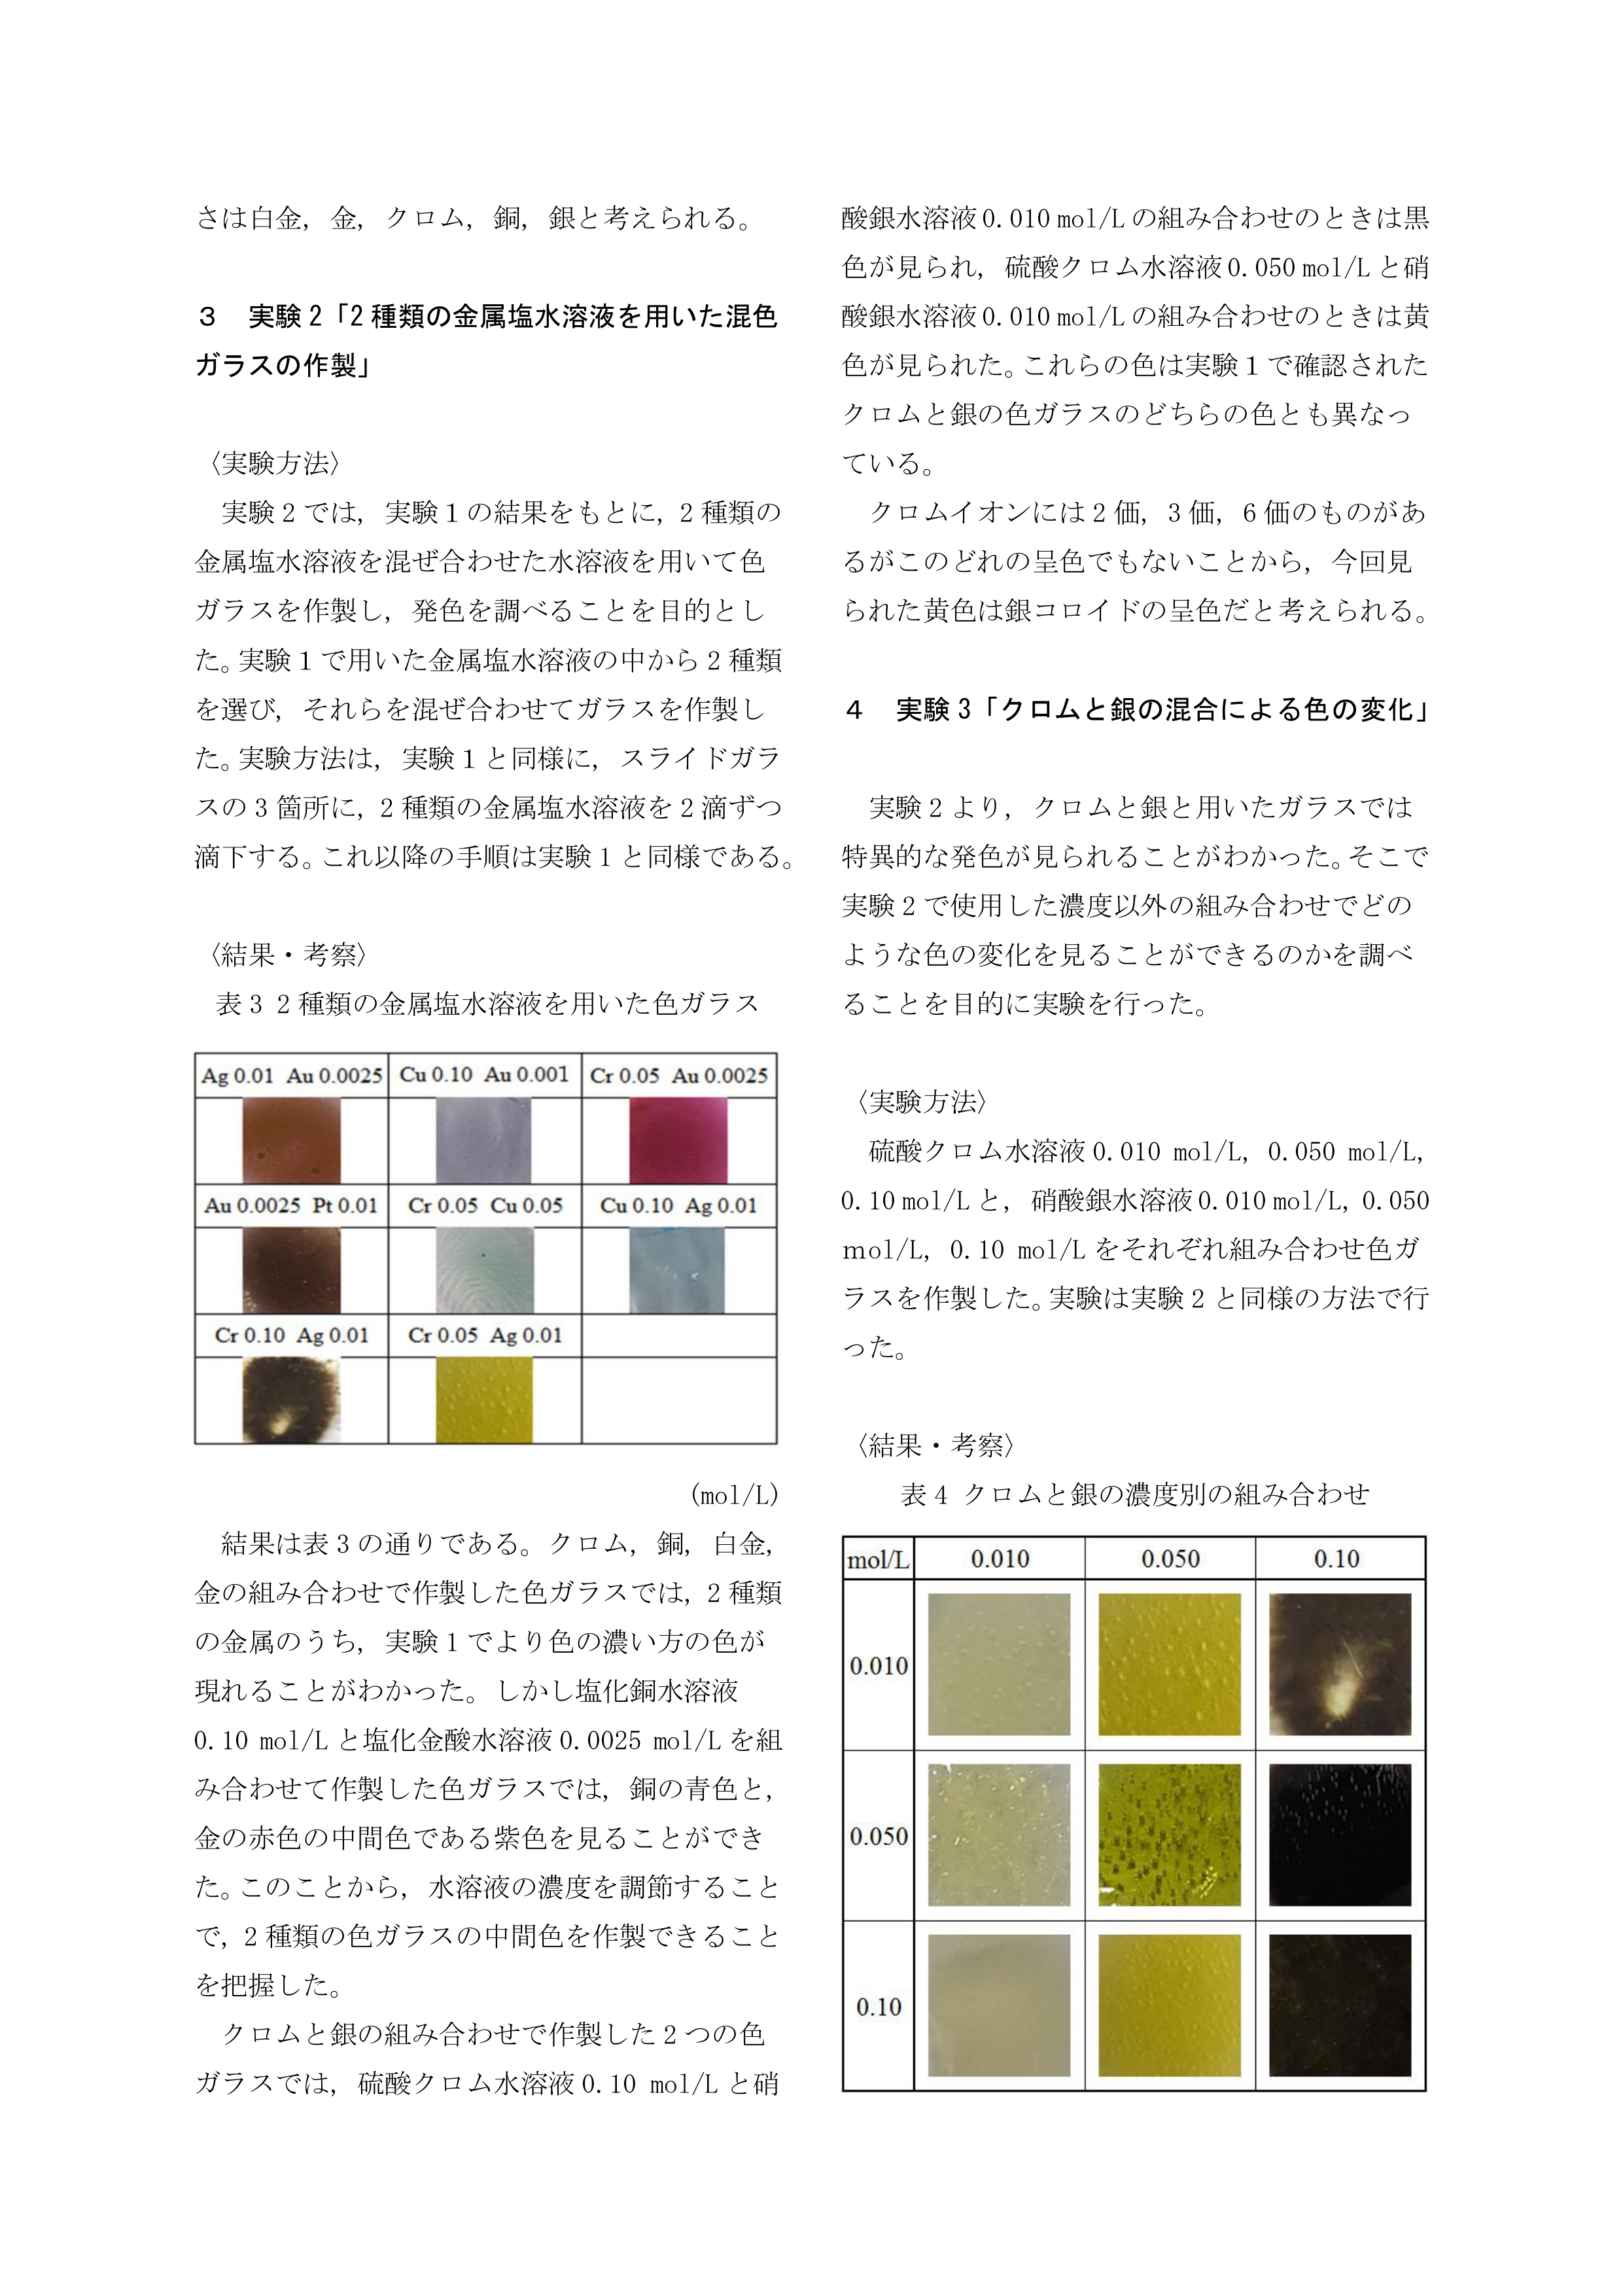 さは白金，金，クロム，銅，銀と考えられる。
３　実験２「２種類の金属塩水溶液を用いた混色
ガラスの作製」
〈実験方法〉
　実験２では，実験１の結果をもとに，２種類の
金属塩水溶液を混ぜ合わせた水溶液を用いて色
ガラスを作製し，発色を調べることを目的とし
た。実験１で用いた金属塩水溶液の中から２種類
を選び，それらを混ぜ合わせてガラスを作製し
た。実験方法は，実験１と同様に，スライドガラ
スの３箇所に，２種類の金属塩水溶液を２滴ずつ
滴下する。これ以降の手順は実験１と同様である。
〈結果・考察〉
表３ ２種類の金属塩水溶液を用いた色ガラス
Ag 0.01 Au 0.0025 Cu 0.10 Au 0.001 Cr 0.05 Au 0.0025
Au 0.0025 Pt 0.01 Cr 0.05 Cu 0.05 Cu 0.10 Ag 0.01
Cr 0.10 Ag 0.01 Cr 0.05 Ag 0.01
(mol/L)
　結果は表３の通りである。クロム，銅，白金，
金の組み合わせで作製した色ガラスでは，２種類
の金属のうち，実験１でより色の濃い方の色が
現れることがわかった。しかし塩化銅水溶液
0.10 mol/L と塩化金酸水溶液 0.0025 mol/L を組
み合わせて作製した色ガラスでは，銅の青色と，
金の赤色の中間色である紫色を見ることができ
た。このことから，水溶液の濃度を調節すること
で，２種類の色ガラスの中間色を作製できること
を把握した。
　クロムと銀の組み合わせで作製した２つの色
ガラスでは，硫酸クロム水溶液 0.10 mol/L と硝
酸銀水溶液 0.010 mol/L の組み合わせのときは黒
色が見られ，硫酸クロム水溶液 0.050 mol/L と硝
酸銀水溶液 0.010 mol/L の組み合わせのときは黄
色が見られた。これらの色は実験１で確認された
クロムと銀の色ガラスのどちらの色とも異なっ
ている。
　クロムイオンには２価，３価，６価のものがあ
るがこのどれの呈色でもないことから，今回見
られた黄色は銀コロイドの呈色だと考えられる。
４　実験３「クロムと銀の混合による色の変化」
　実験２より，クロムと銀と用いたガラスでは
特異的な発色が見られることがわかった。そこで
実験２で使用した濃度以外の組み合わせでどの
ような色の変化を見ることができるのかを調べ
ることを目的に実験を行った。
〈実験方法〉
　硫酸クロム水溶液 0.010 mol/L，0.050 mol/L，
0.10 mol/L と，硝酸銀水溶液 0.010 mol/L，0.050
mol/L，0.10 mol/L をそれぞれ組み合わせ色ガ
ラスを作製した。実験は実験２と同様の方法で行
った。
〈結果・考察〉
表４ クロムと銀の濃度別の組み合わせ
mol/L 0.010 0.050 0.10
0.010
0.050
0.10